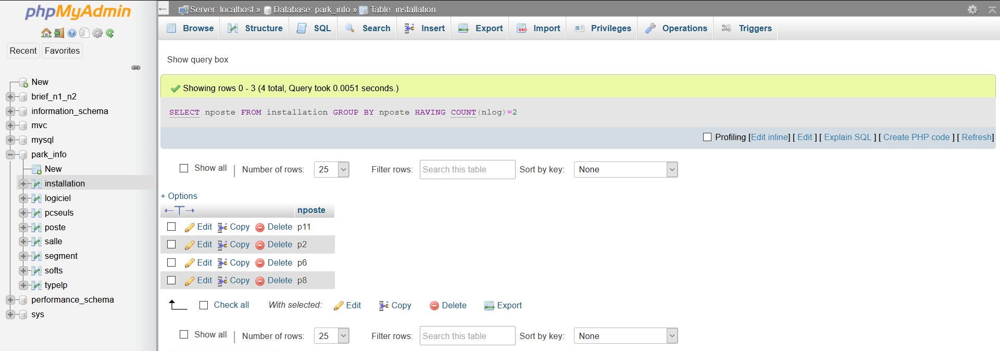 phpMyAdmin
Recent Favorites
New
brief_n1_n2
information_schema
mvc
mysql
park_info
New
installation
logiciel
pcseuls
poste
salle
segment
softs
typelp
performance_schema
sys
Server: localhost » Database: park_info » Table: installation
Browse Structure SQL Search Insert Export Import Privileges Operations Triggers
Show query box
Showing rows 0 - 3 (4 total, Query took 0.0051 seconds.)
SELECT nposte FROM installation GROUP BY nposte HAVING COUNT(nlog)=2
Profiling [Edit inline] [ Edit ] [ Explain SQL ] [ Create PHP code ] [ Refresh]
Show all | Number of rows: 25 Filter rows: Search this table Sort by key: None
+ Options
←T→ nposte
Edit Copy Delete p11
Edit Copy Delete p2
Edit Copy Delete p6
Edit Copy Delete p8
Check all With selected: Edit Copy Delete Export
Show all | Number of rows: 25 Filter rows: Search this table Sort by key: None